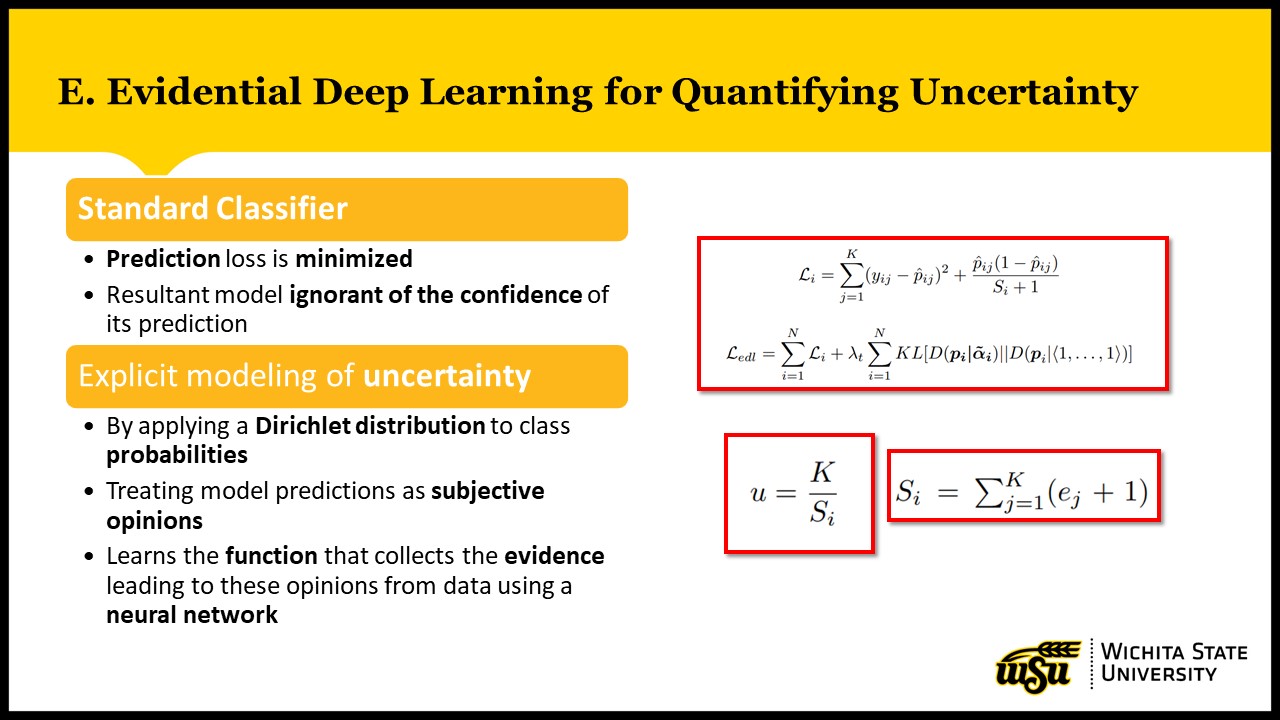 E. Evidential Deep Learning for Quantifying Uncertainty
Standard Classifier
• Prediction loss is minimized
• Resultant model ignorant of the confidence of
its prediction
Explicit modeling of uncertainty
• By applying a Dirichlet distribution to class
probabilities
• Treating model predictions as subjective
opinions
• Learns the function that collects the evidence
leading to these opinions from data using a
neural network
$\mathcal{L}_i = \sum_{j=1}^{K} (y_{ij} - \hat{p}_{ij})^2 + \frac{\hat{p}_{ij}(1 - \hat{p}_{ij})}{S_i + 1}$
$\mathcal{L}_{edl} = \sum_{i=1}^{N} \mathcal{L}_i + \lambda_t \sum_{i=1}^{N} KL[D(\boldsymbol{p_i}|\tilde{\boldsymbol{\alpha}}_{\boldsymbol{i}})||D(\boldsymbol{p}_i|\langle 1, \ldots, 1\rangle)]$
$u = \frac{K}{S_i}$
$S_i = \sum_{j=1}^{K} (e_j + 1)$
WSU
WICHITA STATE
UNIVERSITY